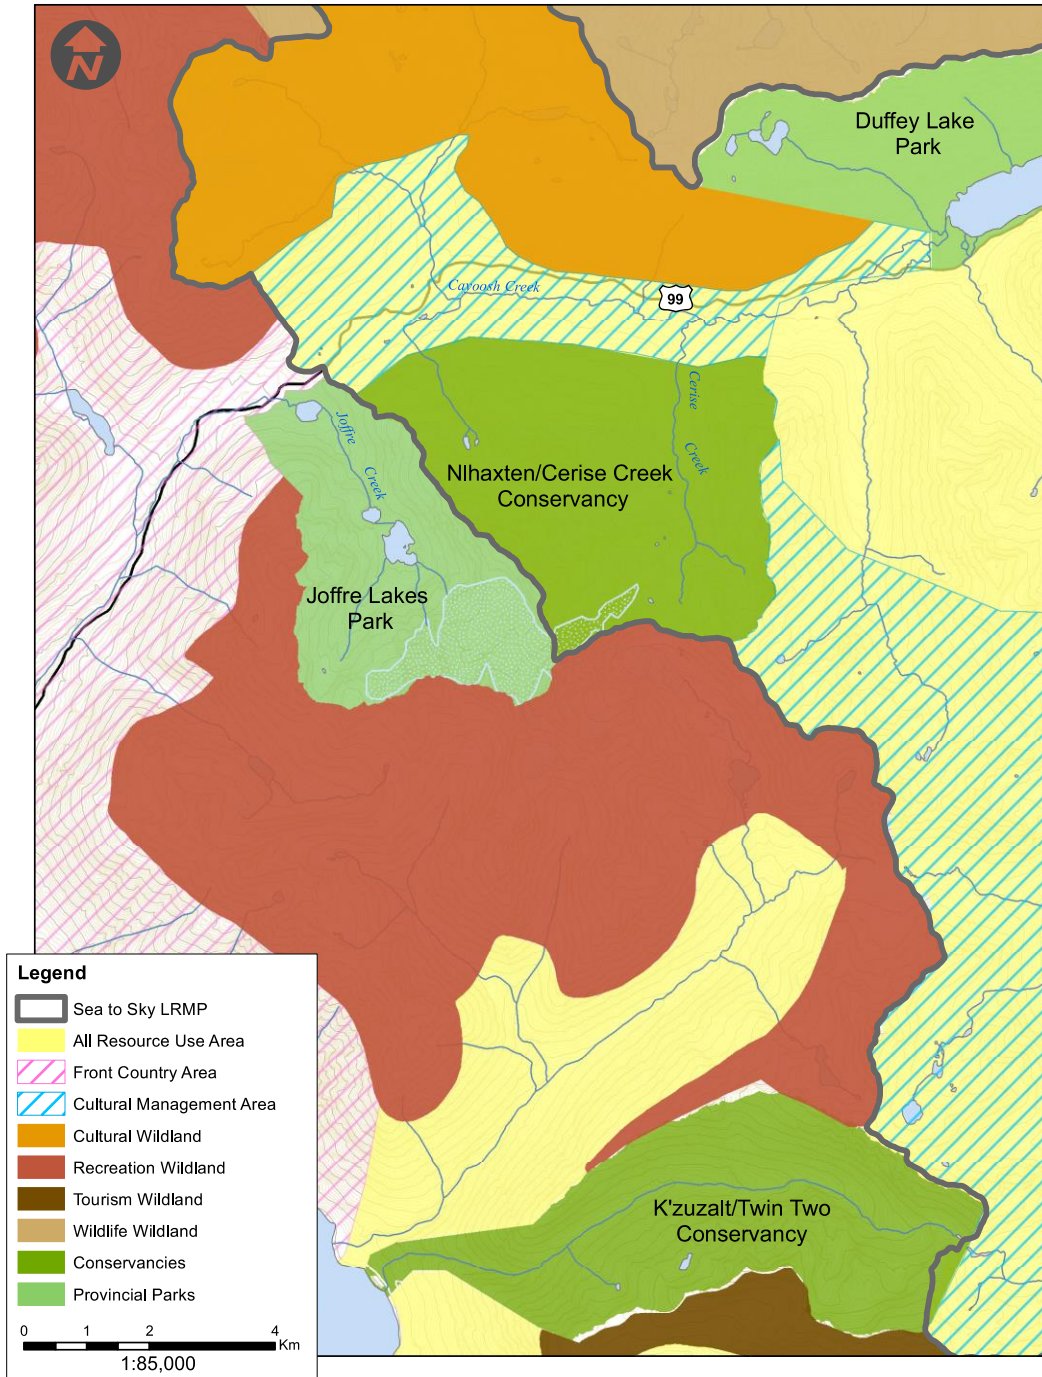 N
Duffey Lake
Park
Cayoosh Creek
99
Cerise
Creek
Joffre
Creek
Nlhaxten/Cerise Creek
Conservancy
Joffre Lakes
Park
K'zuzalt/Twin Two
Conservancy
Legend
Sea to Sky LRMP
All Resource Use Area
Front Country Area
Cultural Management Area
Cultural Wildland
Recreation Wildland
Tourism Wildland
Wildlife Wildland
Conservancies
Provincial Parks
0 1 2 4
Km
1:85,000